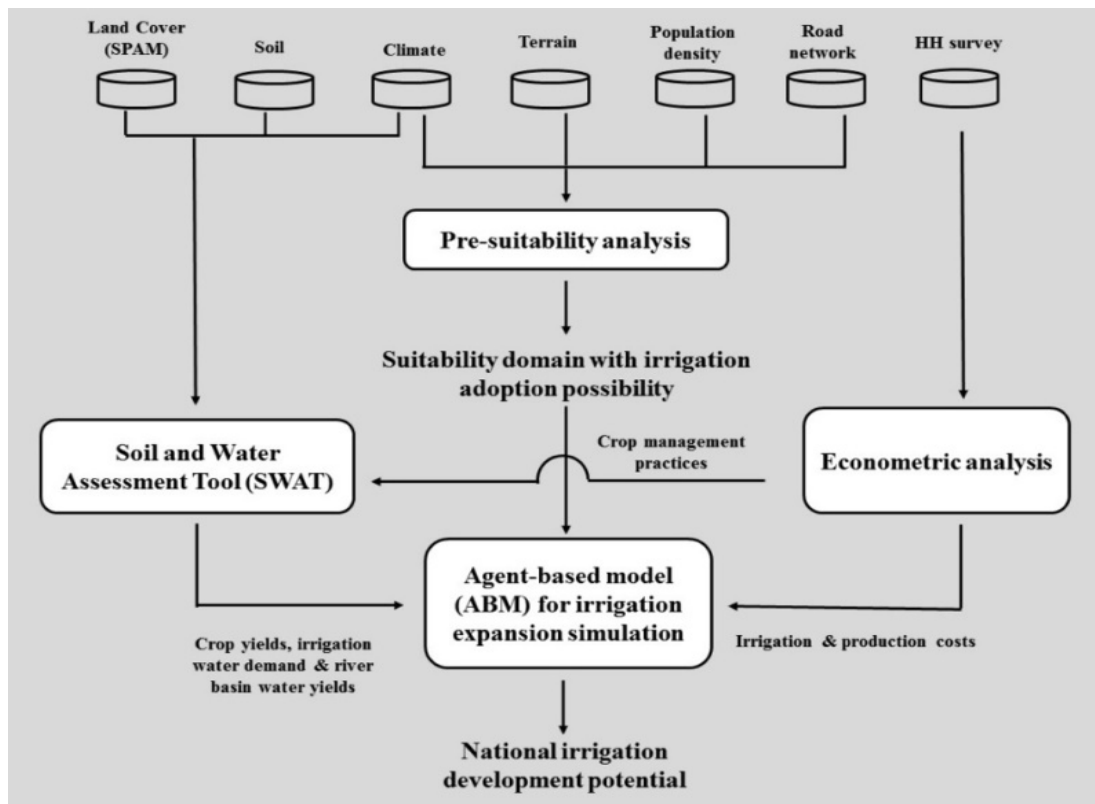 Land Cover
(SPAM)
Soil
Climate
Terrain
Population
density
Road
network
HH survey
Pre-suitability analysis
Suitability domain with irrigation
adoption possibility
Crop management
practices
Soil and Water
Assessment Tool (SWAT)
Econometric analysis
Agent-based model
(ABM) for irrigation
expansion simulation
Crop yields, irrigation
water demand & river
basin water yields
Irrigation & production costs
National irrigation
development potential